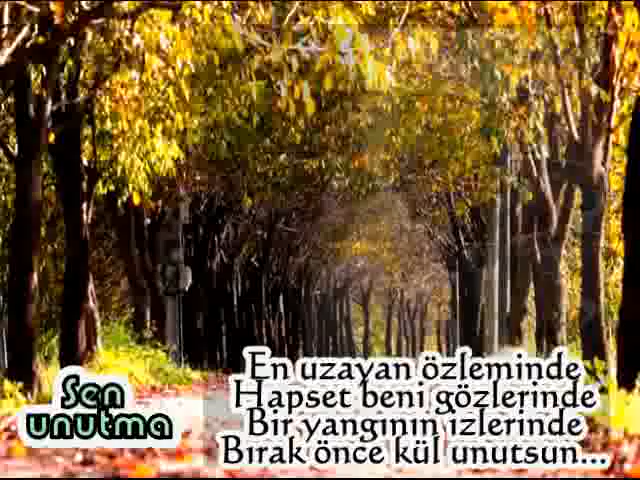 Sen
unutma
En uzayan özleminde
Hapset beni gözlerinde
Bir yangının izlerinde
Bırak önce kül unutsun...